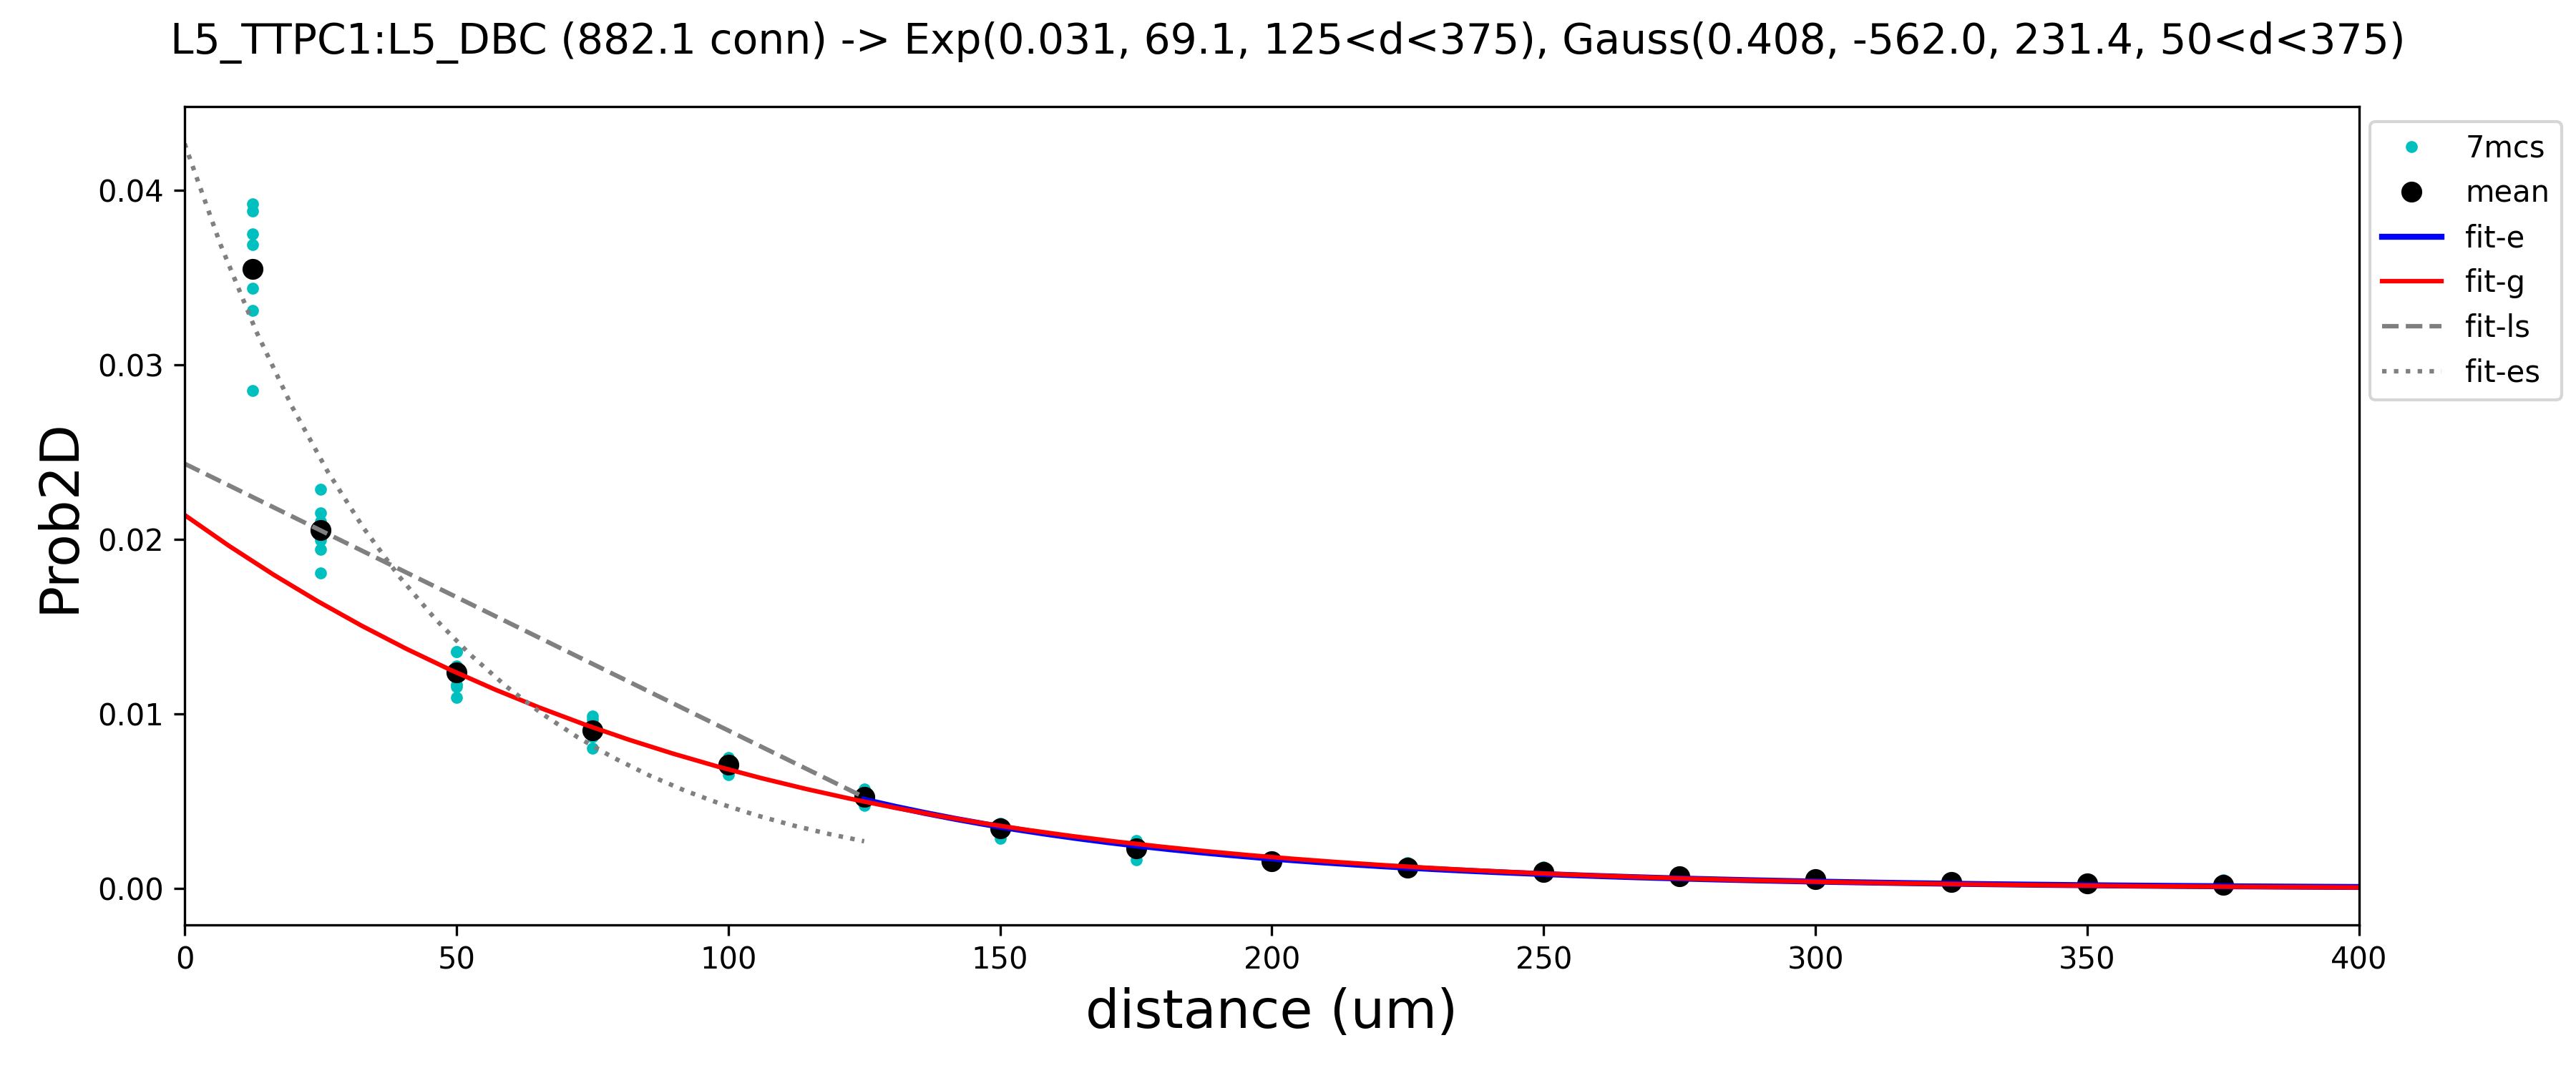 L5_TTPC1:L5_DBC (882.1 conn) -> Exp(0.031, 69.1, 125<d<375), Gauss(0.408, -562.0, 231.4, 50<d<375)
7mcs
mean
fit-e
fit-g
fit-ls
fit-es
Prob2D
0.04
0.03
0.02
0.01
0.00
0 50 100 150 200 250 300 350 400
distance (um)